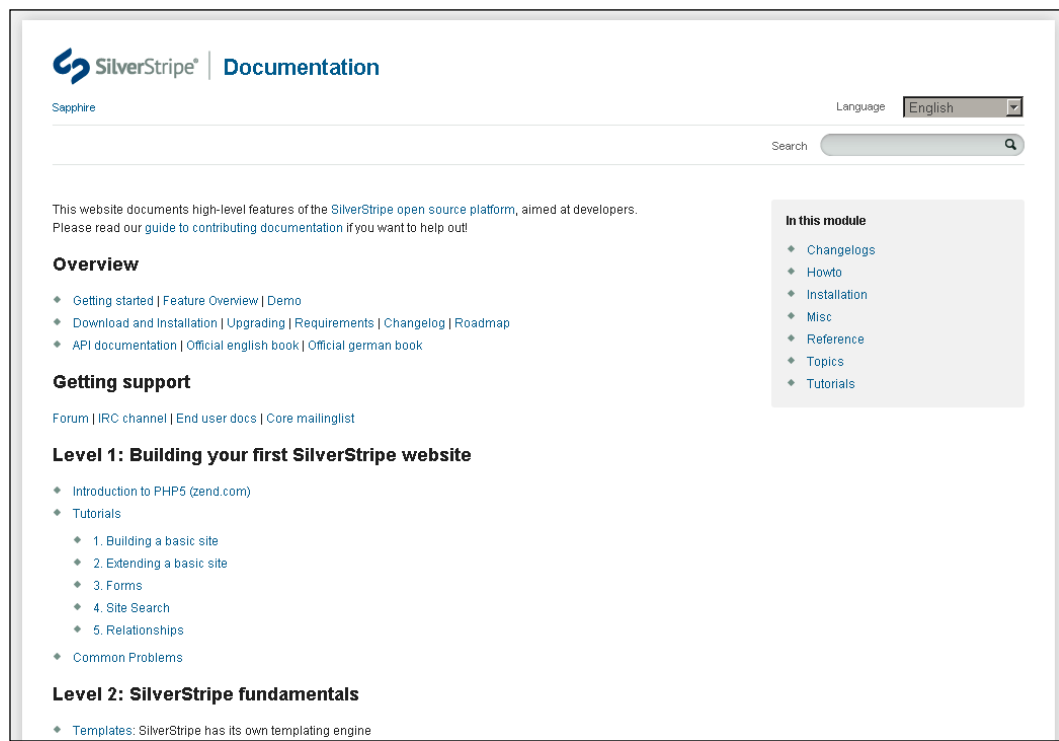 SilverStripe® | Documentation
Sapphire
Language English
Search
This website documents high-level features of the SilverStripe open source platform, aimed at developers.
Please read our guide to contributing documentation if you want to help out!
Overview
Getting started | Feature Overview | Demo
Download and Installation | Upgrading | Requirements | Changelog | Roadmap
API documentation | Official english book | Official german book
Getting support
Forum | IRC channel | End user docs | Core mailinglist
Level 1: Building your first SilverStripe website
Introduction to PHP5 (zend.com)
Tutorials
1. Building a basic site
2. Extending a basic site
3. Forms
4. Site Search
5. Relationships
Common Problems
Level 2: SilverStripe fundamentals
Templates: SilverStripe has its own templating engine
In this module
Changelogs
Howto
Installation
Misc
Reference
Topics
Tutorials